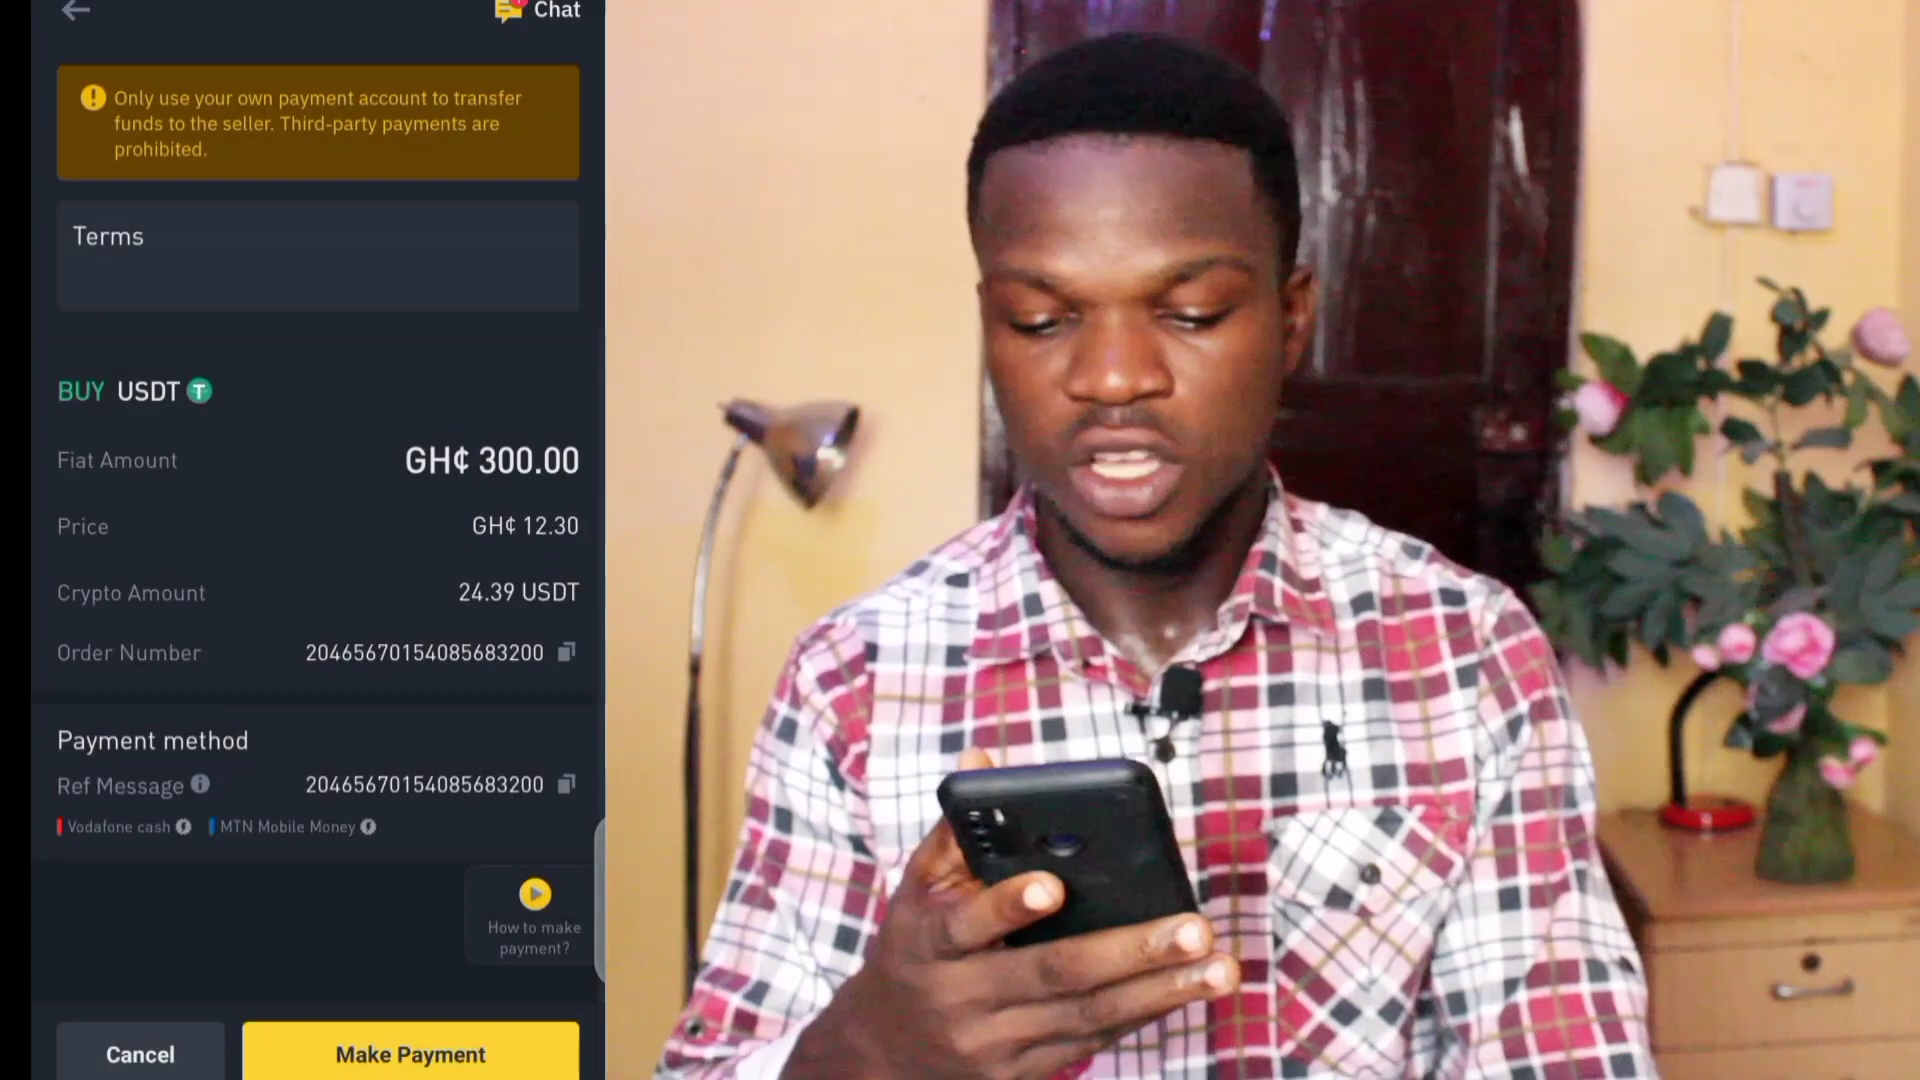 Chat
Only use your own payment account to transfer
funds to the seller. Third-party payments are
prohibited.
Terms
BUY USDT
Fiat Amount GH¢ 300.00
Price GH¢ 12.30
Crypto Amount 24.39 USDT
Order Number 20465670154085683200
Payment method
Ref Message 20465670154085683200
Vodafone cash MTN Mobile Money
How to make
payment?
Cancel Make Payment